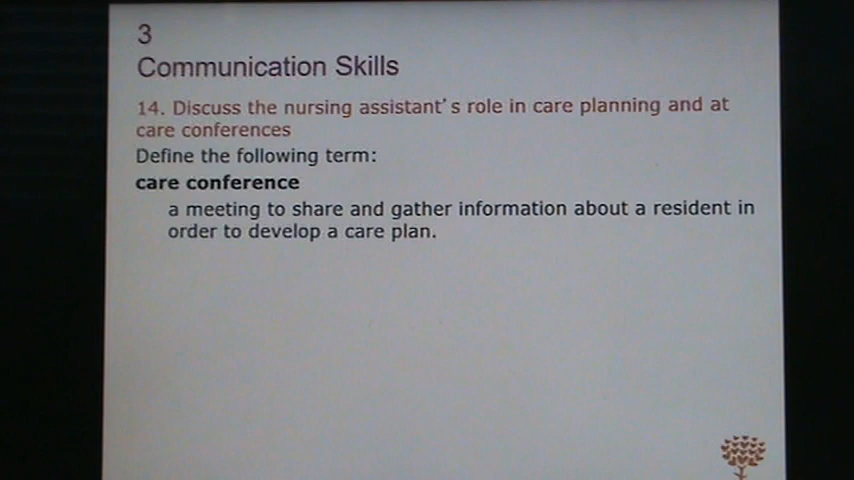 3
Communication Skills
14. Discuss the nursing assistant's role in care planning and at
care conferences
Define the following term:
care conference
a meeting to share and gather information about a resident in
order to develop a care plan.